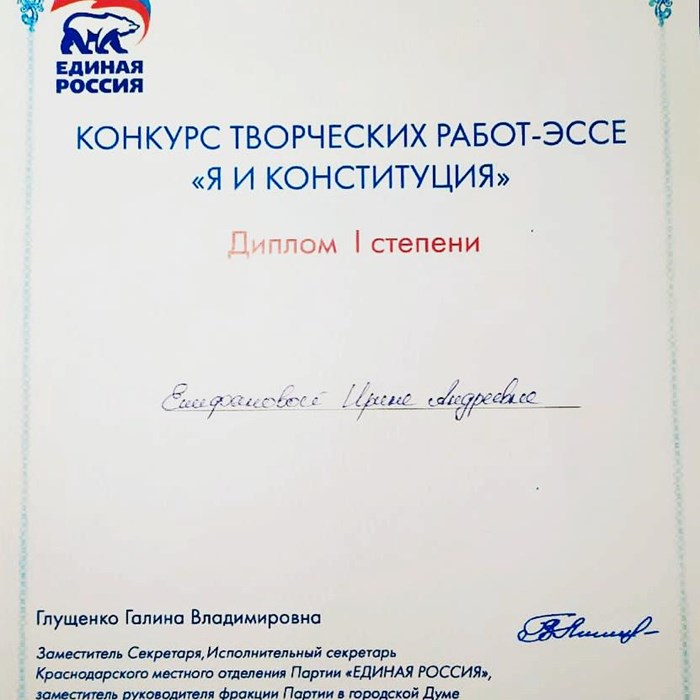 ЕДИНАЯ
РОССИЯ
КОНКУРС ТВОРЧЕСКИХ РАБОТ-ЭССЕ
«Я И КОНСТИТУЦИЯ»
Диплом I степени
Епифановой Ирине Андреевне
Глущенко Галина Владимировна
Заместитель Секретаря, Исполнительный секретарь
Краснодарского местного отделения Партии «ЕДИНАЯ РОССИЯ»,
заместитель руководителя фракции Партии в городской Думе